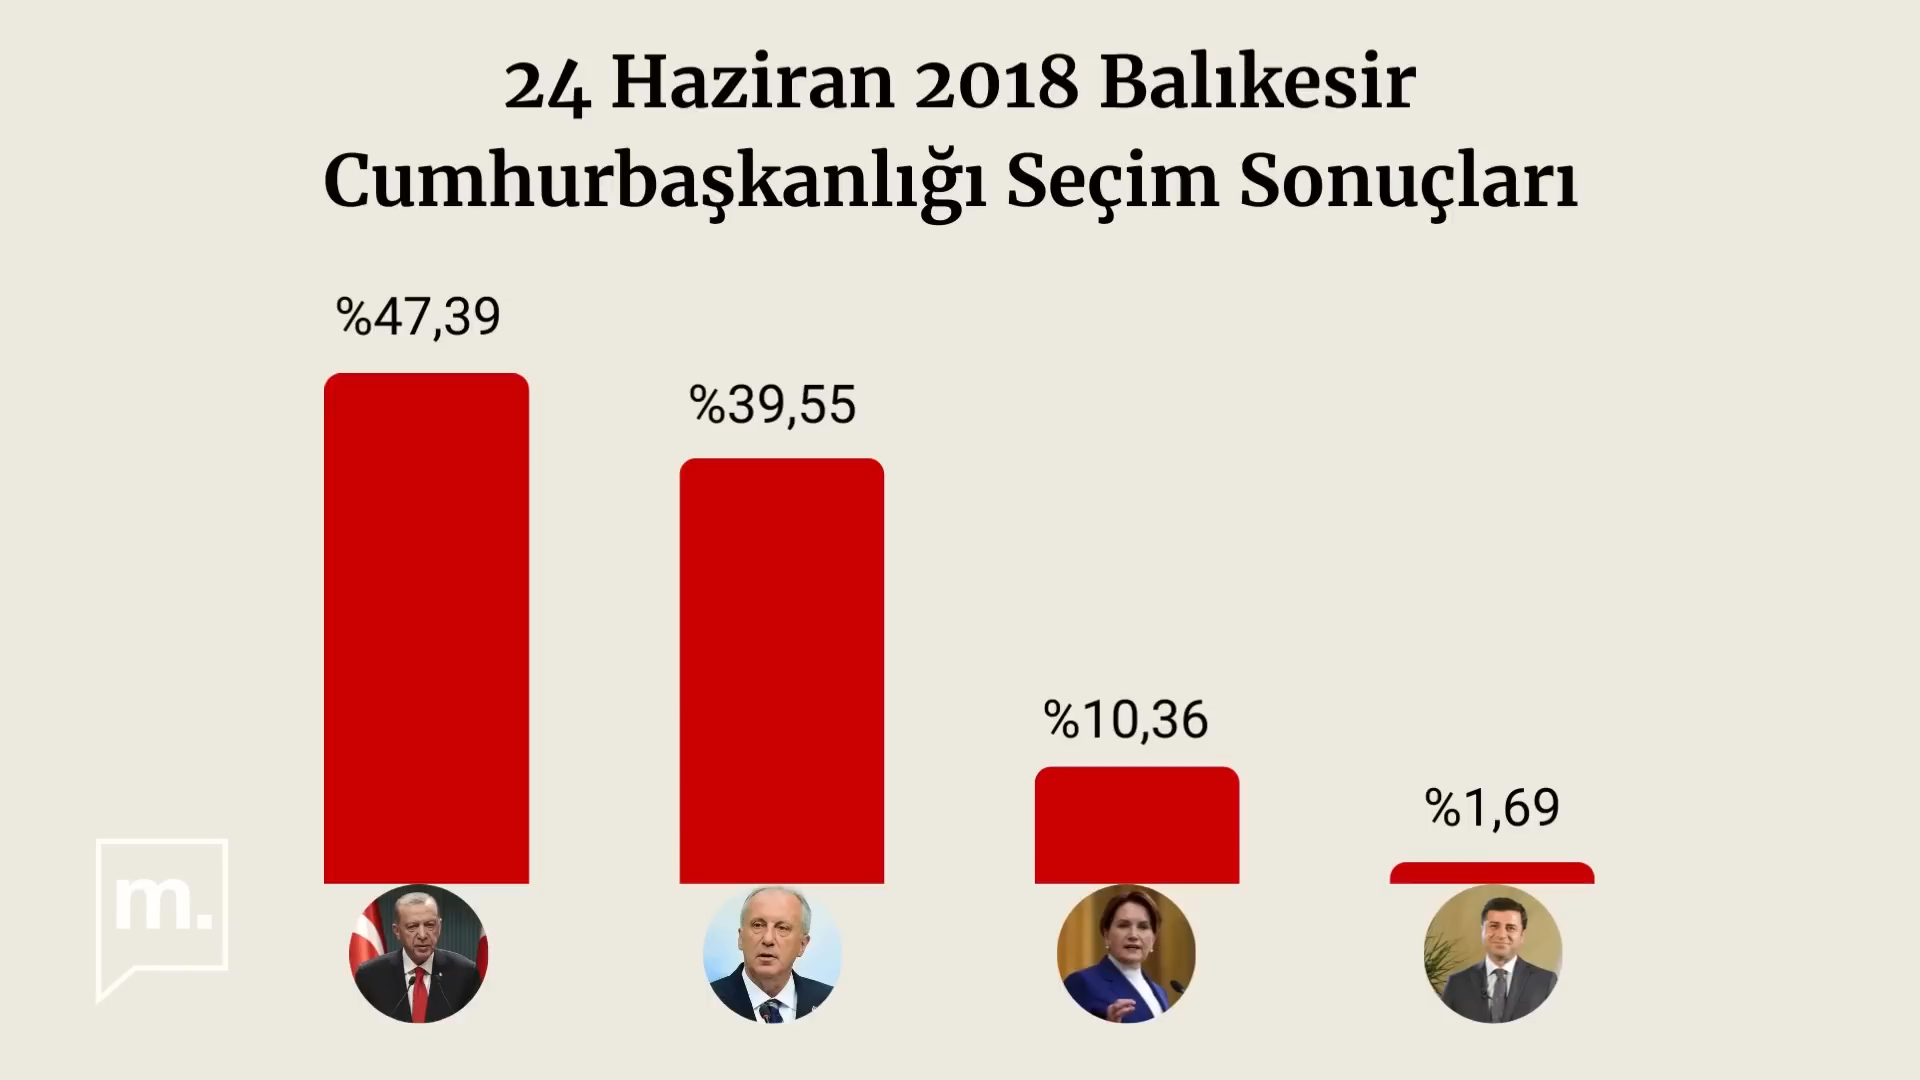 24 Haziran 2018 Balıkesir
Cumhurbaşkanlığı Seçim Sonuçları
%47,39
%39,55
%10,36
%1,69
m.